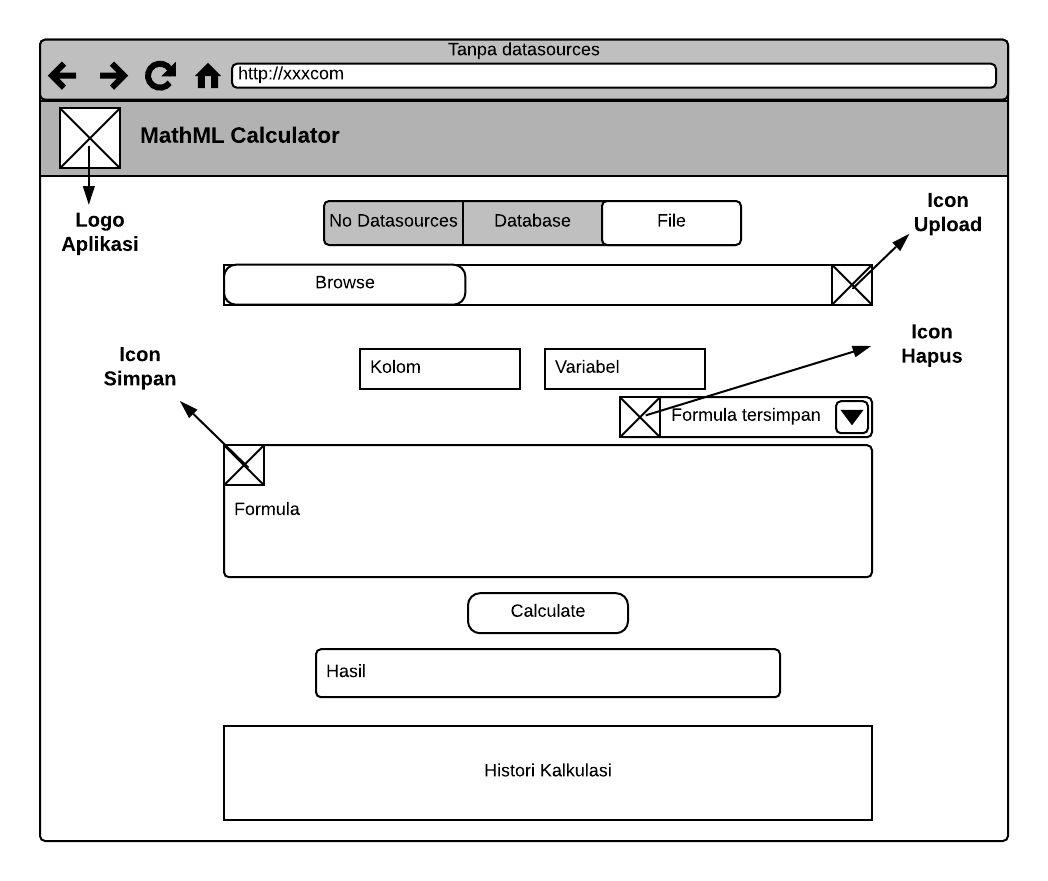 Tanpa datasources
http://xxxcom
MathML Calculator
Logo
Aplikasi
No Datasources
Database
File
Icon
Upload
Browse
Icon
Hapus
Icon
Simpan
Kolom
Variabel
Formula tersimpan
Formula
Calculate
Hasil
Histori Kalkulasi